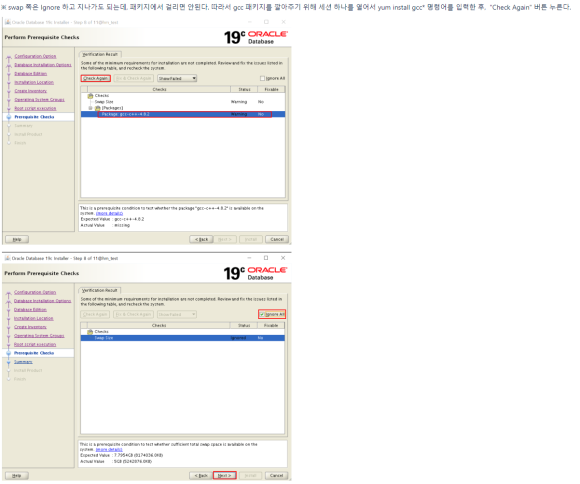 ※ swap 쪽은 Ignore 하고 지나가도 되는데, 패키지에서 걸리면 안된다. 따라서 gcc 패키지를 깔아주기 위해 세션 하나를 열어서 yum install gcc* 명령어를 입력한 후, "Check Again" 버튼 누른다.
Oracle Database 19c Installer - Step 8 of 11@hm_test
Perform Prerequisite Checks
19c ORACLE
Database
Configuration Option
Database Installation Options
Database Edition
Installation Location
Create Inventory
Operating System Groups
Root script execution
Prerequisite Checks
Summary
Install Product
Finish
Verification Result
Some of the minimum requirements for installation are not completed. Review and fix the issues listed in
the following table, and recheck the system.
Check Again
Fix & Check Again
Show Failed
Ignore All
Checks Status Fixable
Checks
Swap Size Warning No
[Packages]
Package: gcc-c++-4.8.2 Warning No
This is a prerequisite condition to test whether the package "gcc-c++-4.8.2" is available on the
system. (more details)
Expected Value : gcc-c++-4.8.2
Actual Value : missing
Help
< Back
Next >
Install
Cancel
Oracle Database 19c Installer - Step 8 of 11@hm_test
Perform Prerequisite Checks
19c ORACLE
Database
Configuration Option
Database Installation Options
Database Edition
Installation Location
Create Inventory
Operating System Groups
Root script execution
Prerequisite Checks
Summary
Install Product
Finish
Verification Result
Some of the minimum requirements for installation are not completed. Review and fix the issues listed in
the following table, and recheck the system.
Check Again
Fix & Check Again
Show Failed
Ignore All
Checks Status Fixable
Checks
Swap Size Ignored No
This is a prerequisite condition to test whether sufficient total swap space is available on the
system. (more details)
Expected Value : 7.7954GB (8174036.0KB)
Actual Value : 5GB (5242876.0KB)
Help
< Back
Next >
Install
Cancel